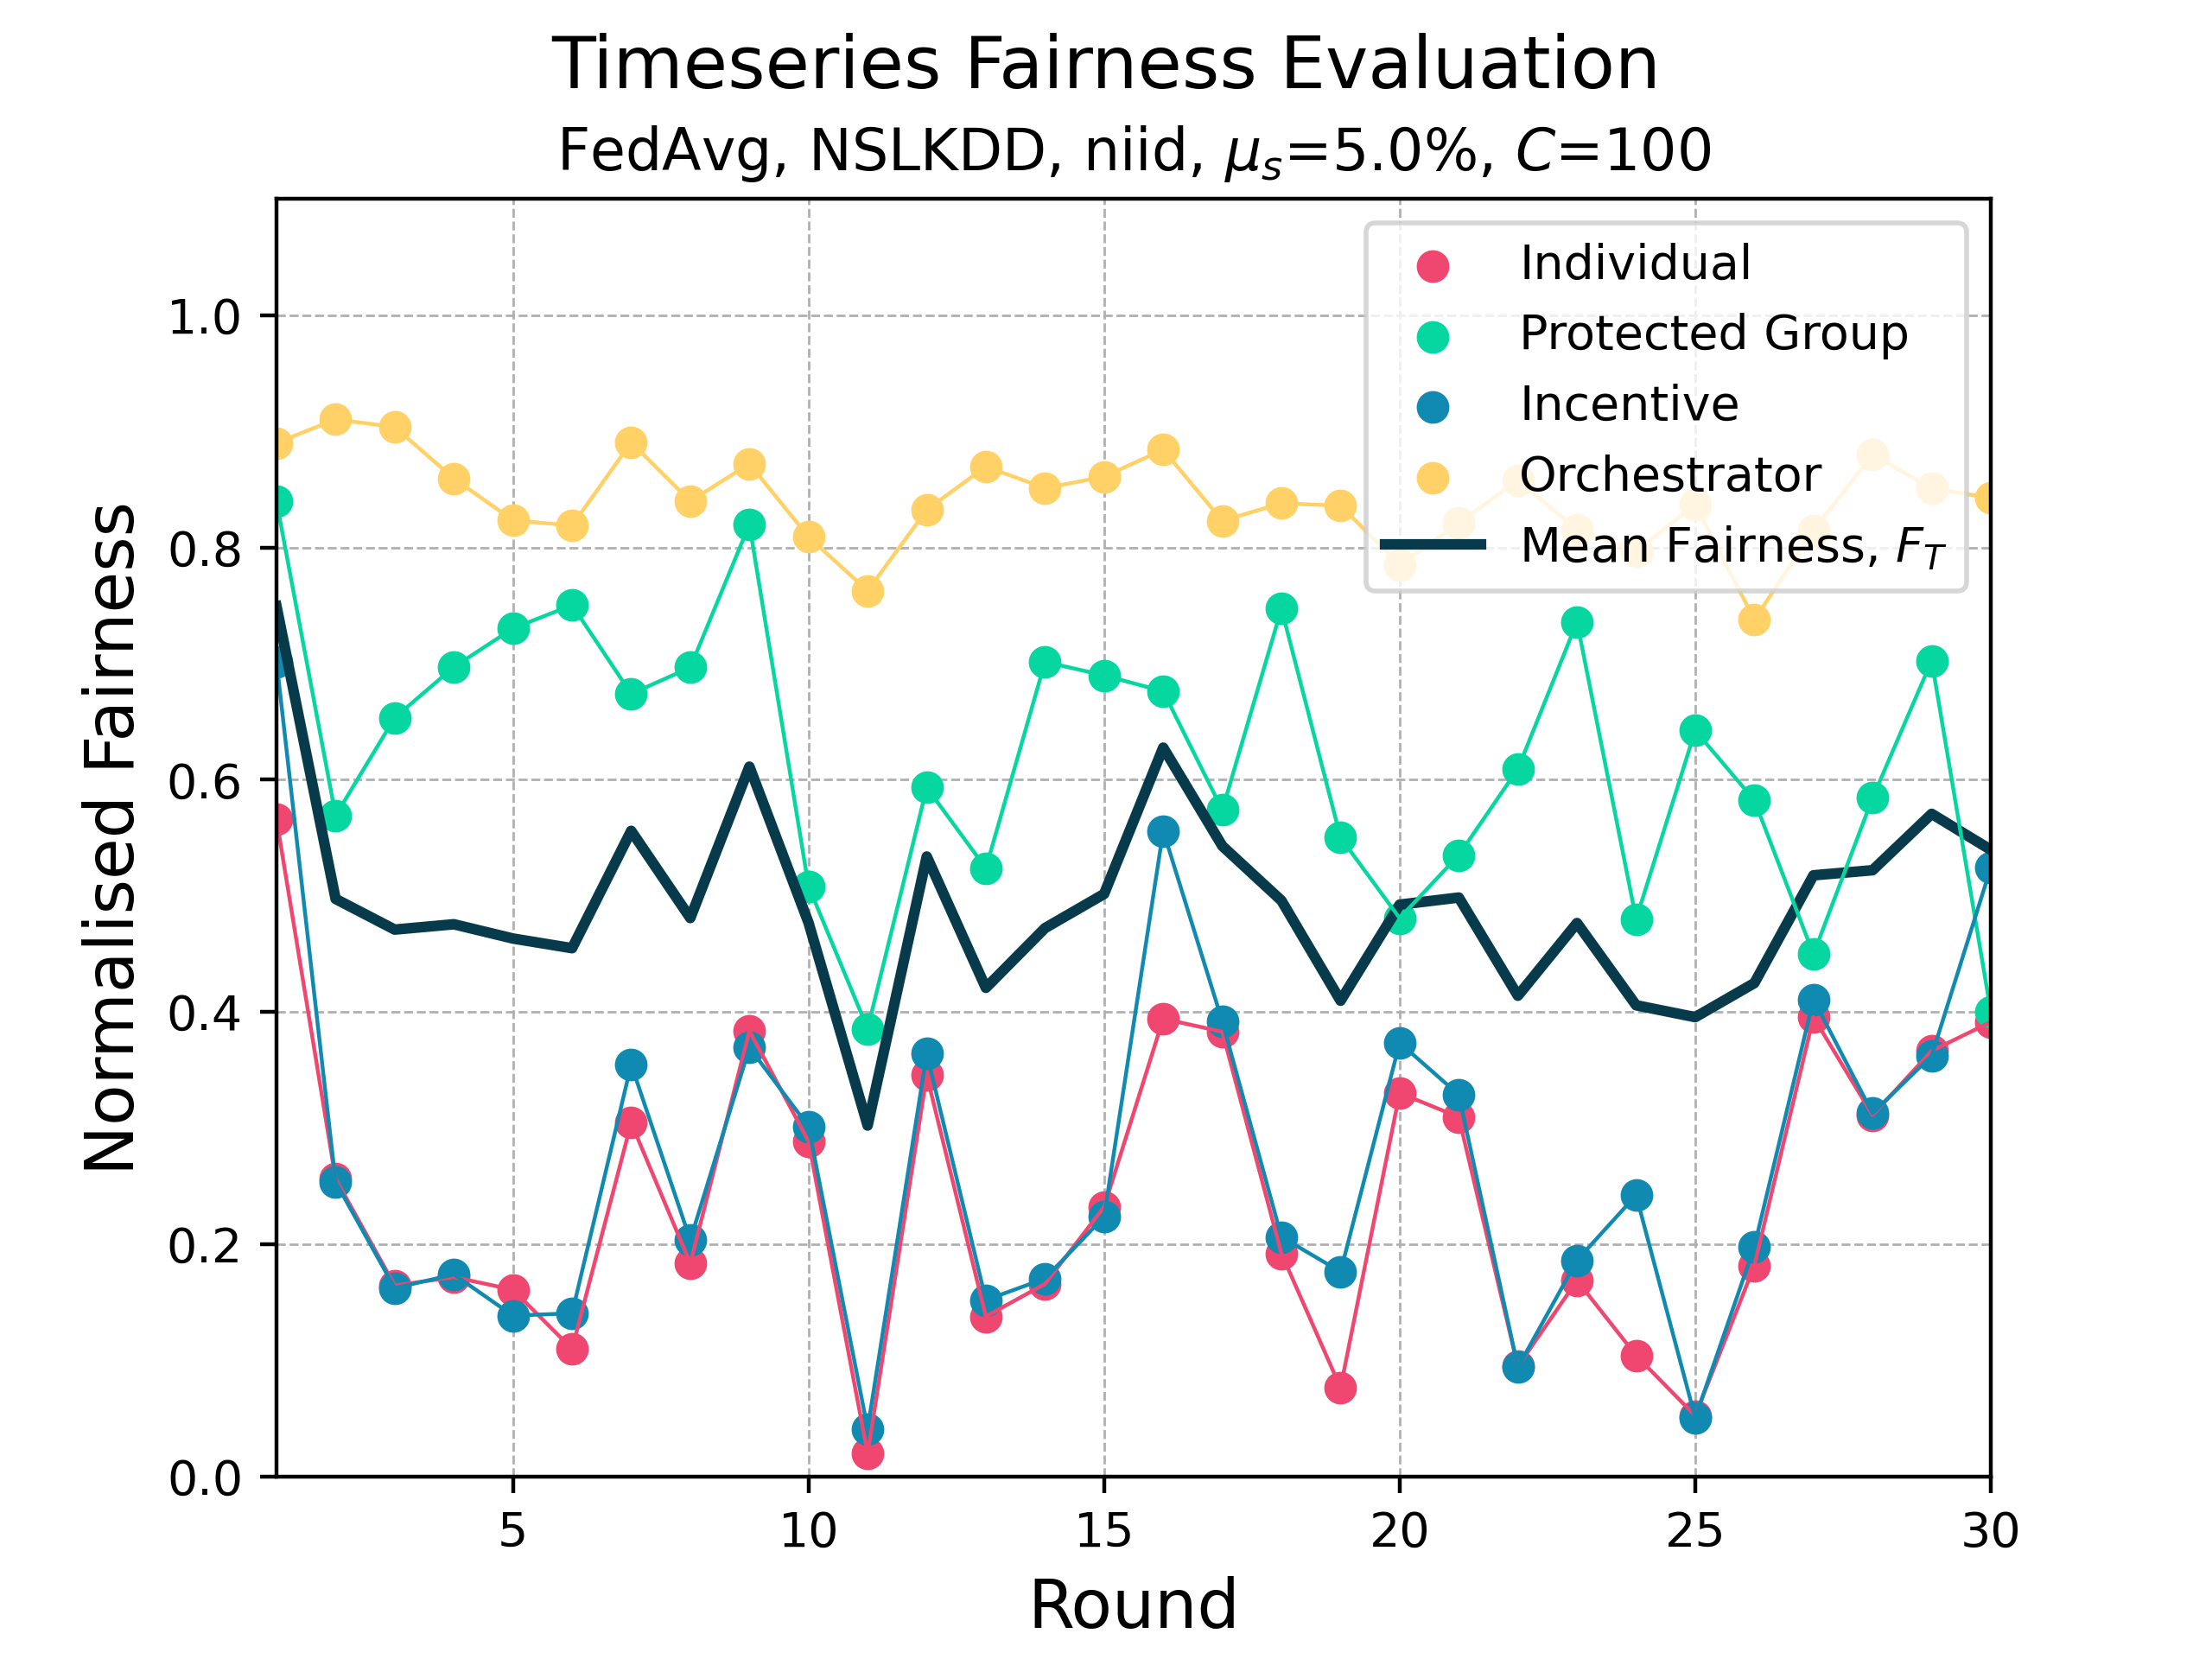 Timeseries Fairness Evaluation
FedAvg, NSLKDD, niid, μₛ=5.0%, C=100
Individual
Protected Group
Incentive
Orchestrator
Mean Fairness, F_T
Normalised Fairness
1.0
0.8
0.6
0.4
0.2
0.0
5 10 15 20 25 30
Round